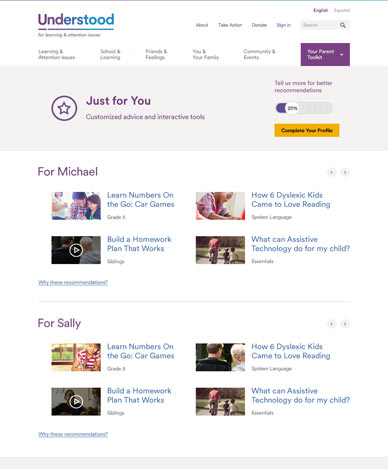 English Español
Understood
for learning & attention issues
About Take Action Donate Sign in Search
Learning &
Attention Issues
School &
Learning
Friends &
Feelings
You &
Your Family
Community &
Events
Your Parent
Toolkit
Just for You
Customized advice and interactive tools
Tell us more for better
recommendations
20%
Complete Your Profile
For Michael
Learn Numbers On
the Go: Car Games
Grade 5
How 6 Dyslexic Kids
Came to Love Reading
Spoken Language
Build a Homework
Plan That Works
Siblings
What can Assistive
Technology do for my child?
Essentials
Why these recommendations?
For Sally
Learn Numbers On
the Go: Car Games
Grade 5
How 6 Dyslexic Kids
Came to Love Reading
Spoken Language
Build a Homework
Plan That Works
Siblings
What can Assistive
Technology do for my child?
Essentials
Why these recommendations?